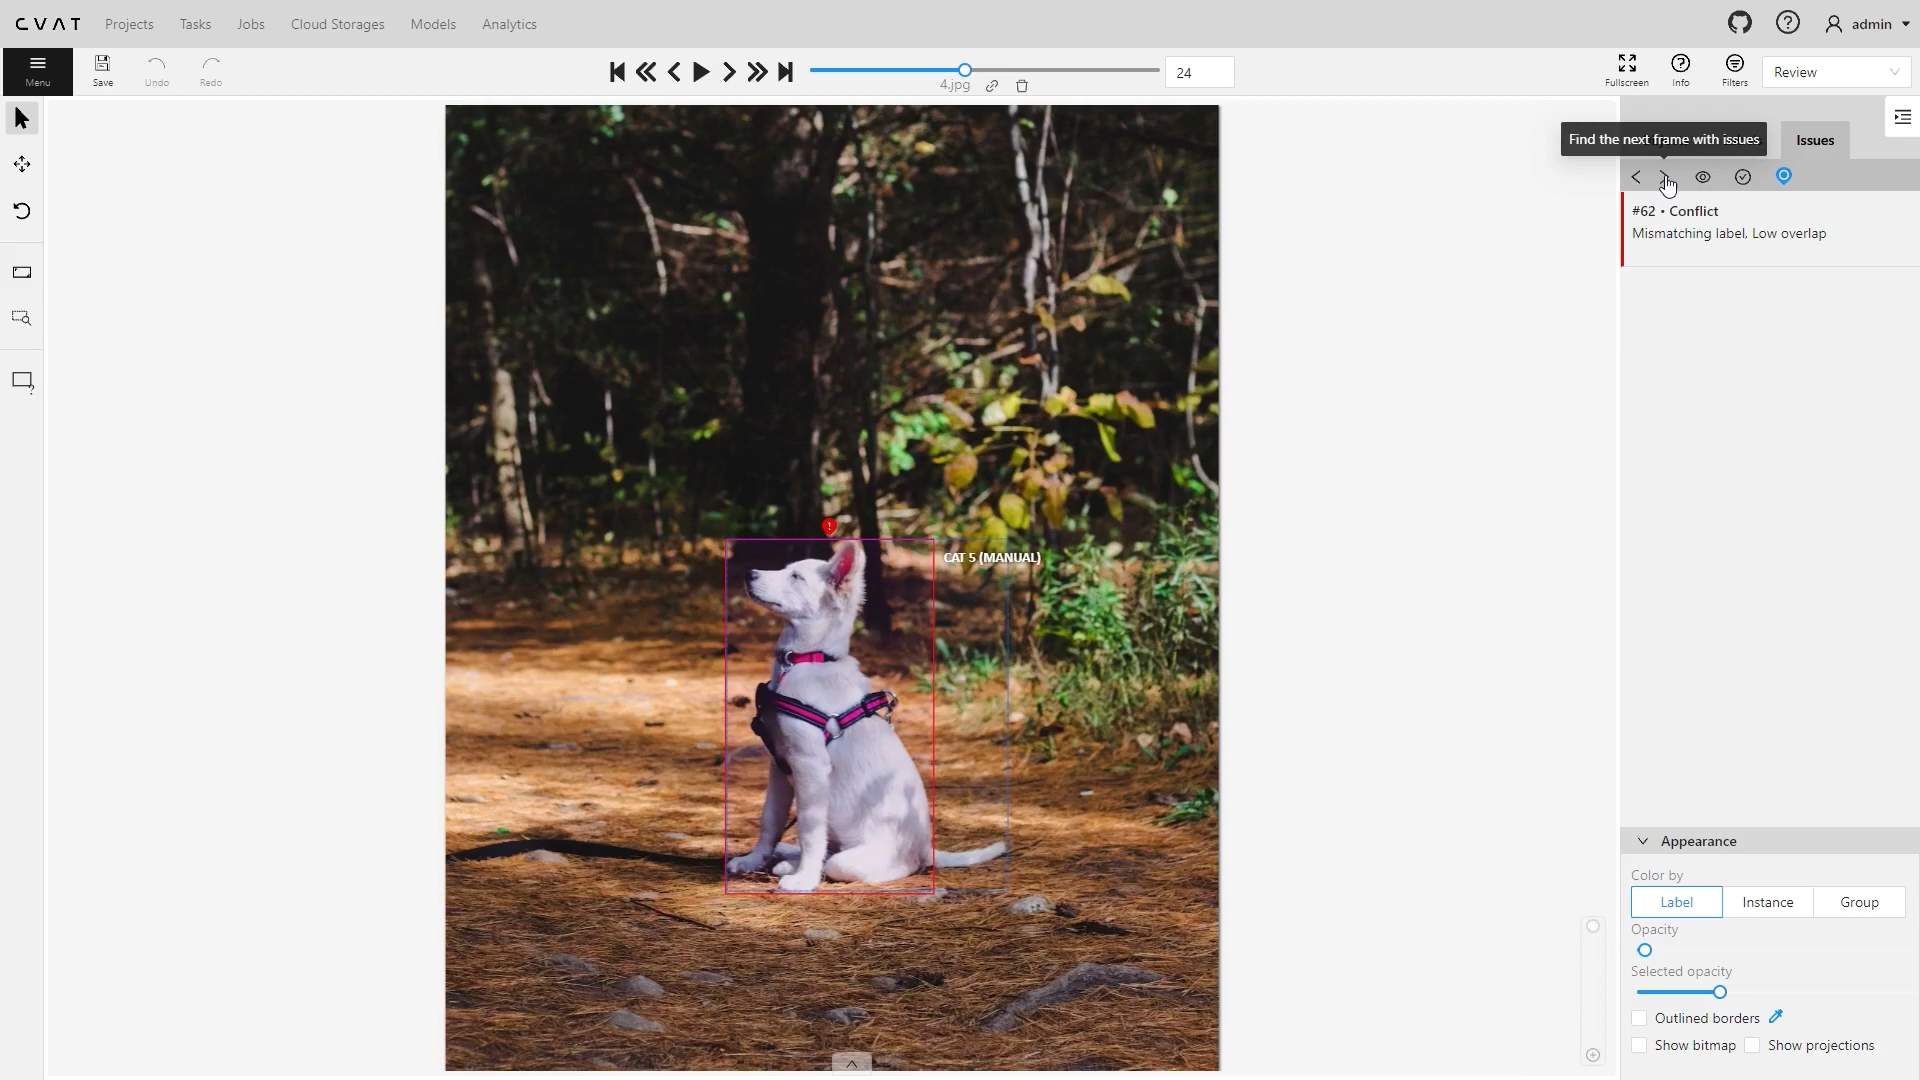 CVAT Projects Tasks Jobs Cloud Storages Models Analytics admin
Menu Save Undo Redo 4.jpg 24 Fullscreen Info Filters Review
Find the next frame with issues Issues
#62 • Conflict
Mismatching label, Low overlap
CAT 5 (MANUAL)
Appearance
Color by
Label Instance Group
Opacity
Selected opacity
Outlined borders
Show bitmap Show projections